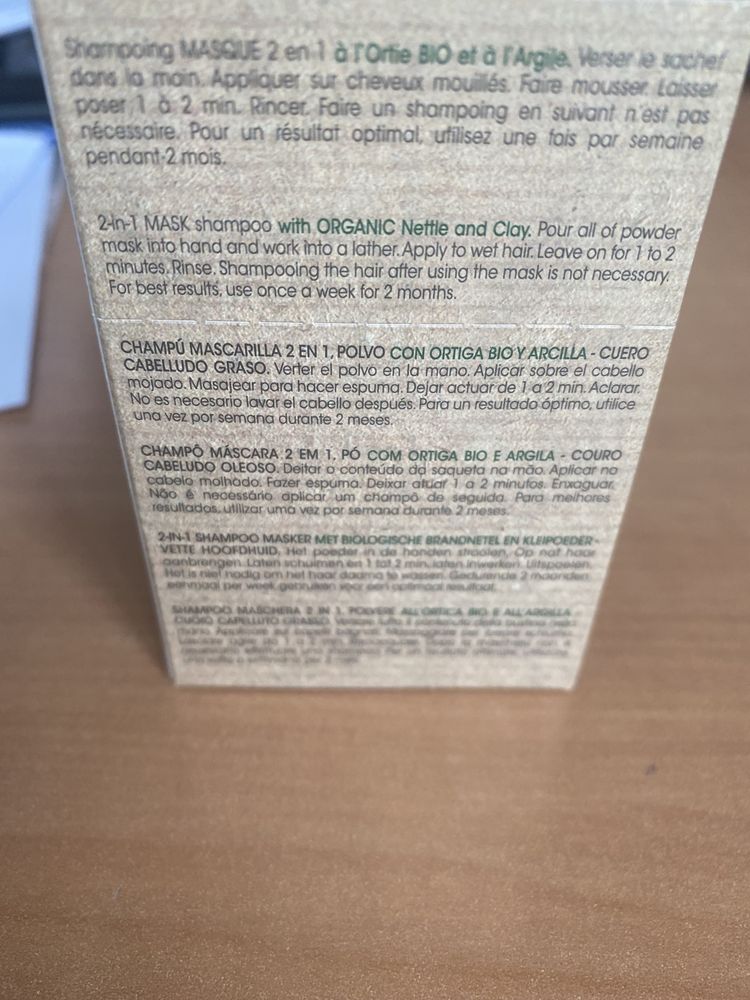 Shampoing MASQUE 2 en 1 à l'Ortie BIO et à l'Argile. Verser le sachet
dans la main. Appliquer sur cheveux mouillés. Faire mousser. Laisser
poser 1 à 2 min. Rincer. Faire un shampoing en suivant n'est pas
nécessaire. Pour un résultat optimal, utilisez une fois par semaine
pendant 2 mois.
2-in-1 MASK shampoo with ORGANIC Nettle and Clay. Pour all of powder
mask into hand and work into a lather. Apply to wet hair. Leave on for 1 to 2
minutes. Rinse. Shampooing the hair after using the mask is not necessary.
For best results, use once a week for 2 months.
CHAMPÚ MASCARILLA 2 EN 1, POLVO CON ORTIGA BIO Y ARCILLA - CUERO
CABELLUDO GRASO. Verter el polvo en la mano. Aplicar sobre el cabello
mojado. Masajear para hacer espuma. Dejar actuar de 1 a 2 min. Aclarar.
No es necesario lavar el cabello después. Para un resultado óptimo, utilice
una vez por semana durante 2 meses.
CHAMPÔ MÁSCARA 2 EM 1, PÓ COM ORTIGA BIO E ARGILA - COURO
CABELUDO OLEOSO. Deitar o conteúdo da saqueta na mão. Aplicar no
cabelo molhado. Fazer espuma. Deixar atuar 1 a 2 minutos. Enxaguar.
Não é necessário aplicar um champô de seguida. Para melhores
resultados, utilizar uma vez por semana durante 2 meses.
2-IN-1 SHAMPOO MASKER MET BIOLOGISCHE BRANDNETEL EN KLEIPOEDER -
VETTE HOOFDHUID. Het poeder in de handen strooien. Op nat haar
aanbrengen. Laten schuimen en 1 tot 2 min. laten inwerken. Uitspoelen.
Het is niet nodig om het haar daarna te wassen. Gedurende 2 maanden
eenmaal per week gebruiken voor een optimaal resultaat.
SHAMPOO MASCHERA 2 IN 1, POLVERE ALL'ORTICA BIO E ALL'ARGILLA
CUOIO CAPELLUTO GRASSO.